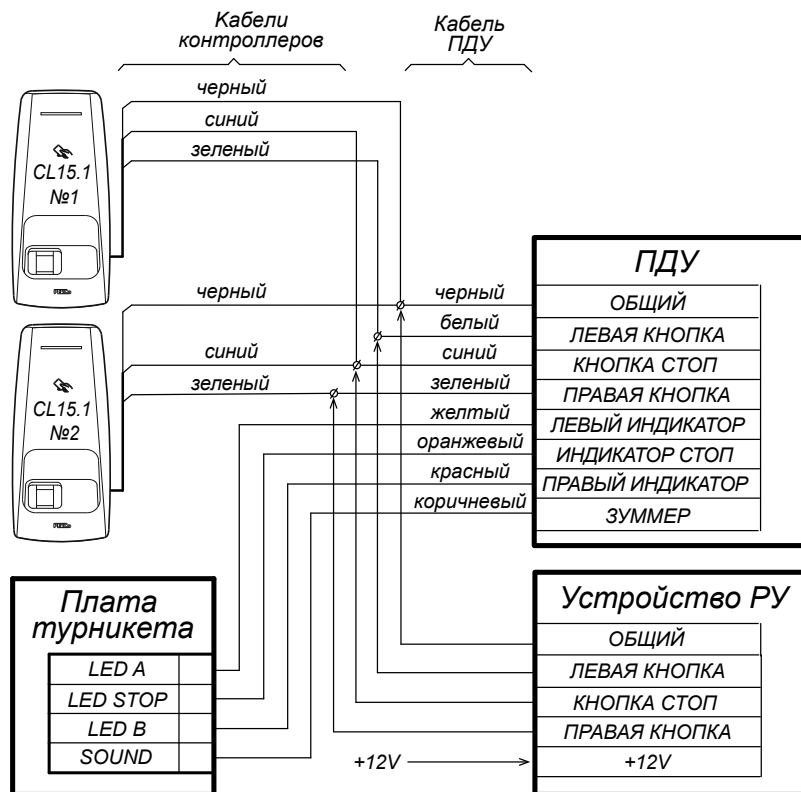 Кабели
контроллеров
Кабель
ПДУ
черный
синий
зеленый
CL15.1
№1
PERCo
черный
синий
зеленый
CL15.1
№2
PERCo
черный
белый
синий
зеленый
желтый
оранжевый
красный
коричневый
ПДУ
ОБЩИЙ
ЛЕВАЯ КНОПКА
КНОПКА СТОП
ПРАВАЯ КНОПКА
ЛЕВЫЙ ИНДИКАТОР
ИНДИКАТОР СТОП
ПРАВЫЙ ИНДИКАТОР
ЗУММЕР
Плата
турникета
LED A
LED STOP
LED B
SOUND
Устройство РУ
ОБЩИЙ
ЛЕВАЯ КНОПКА
КНОПКА СТОП
ПРАВАЯ КНОПКА
+12V
+12V